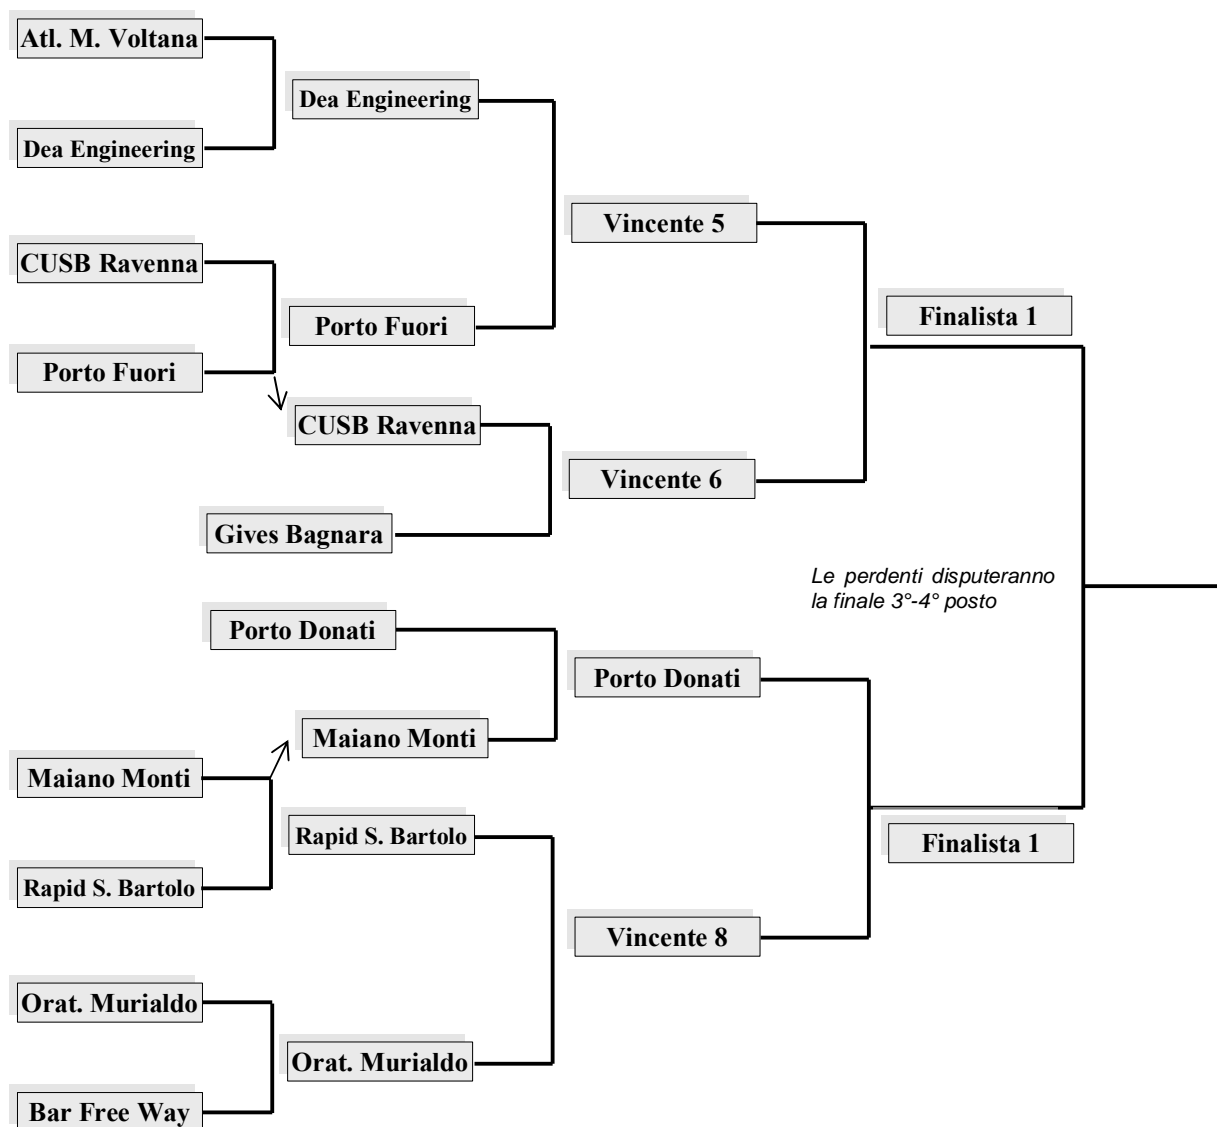 Atl. M. Voltana
Dea Engineering
Dea Engineering
Vincente 5
CUSB Ravenna
Finalista 1
Porto Fuori
Porto Fuori
CUSB Ravenna
Vincente 6
Gives Bagnara
Le perdenti disputeranno
la finale 3°-4° posto
Porto Donati
Porto Donati
Maiano Monti
Maiano Monti
Rapid S. Bartolo
Finalista 1
Rapid S. Bartolo
Vincente 8
Orat. Murialdo
Orat. Murialdo
Bar Free Way